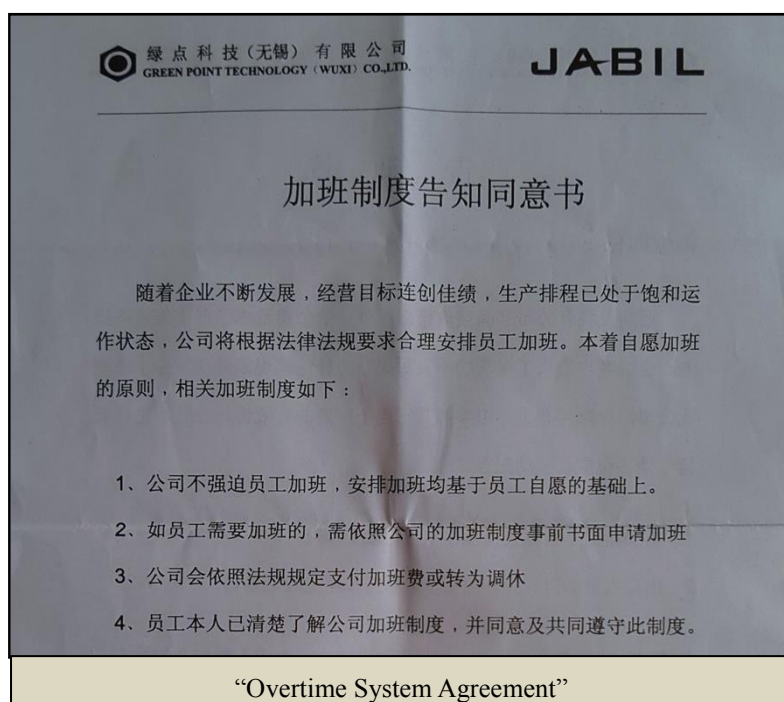 绿点科技(无锡)有限公司
GREEN POINT TECHNOLOGY (WUXI) CO.,LTD.
JABIL
加班制度告知同意书
随着企业不断发展，经营目标连创佳绩，生产排程已处于饱和运
作状态，公司将根据法律法规要求合理安排员工加班。本着自愿加班
的原则，相关加班制度如下：
1、公司不强迫员工加班，安排加班均基于员工自愿的基础上。
2、如员工需要加班的，需依照公司的加班制度事前书面申请加班
3、公司会依照法规规定支付加班费或转为调休
4、员工本人已清楚了解公司加班制度，并同意及共同遵守此制度。
“Overtime System Agreement”